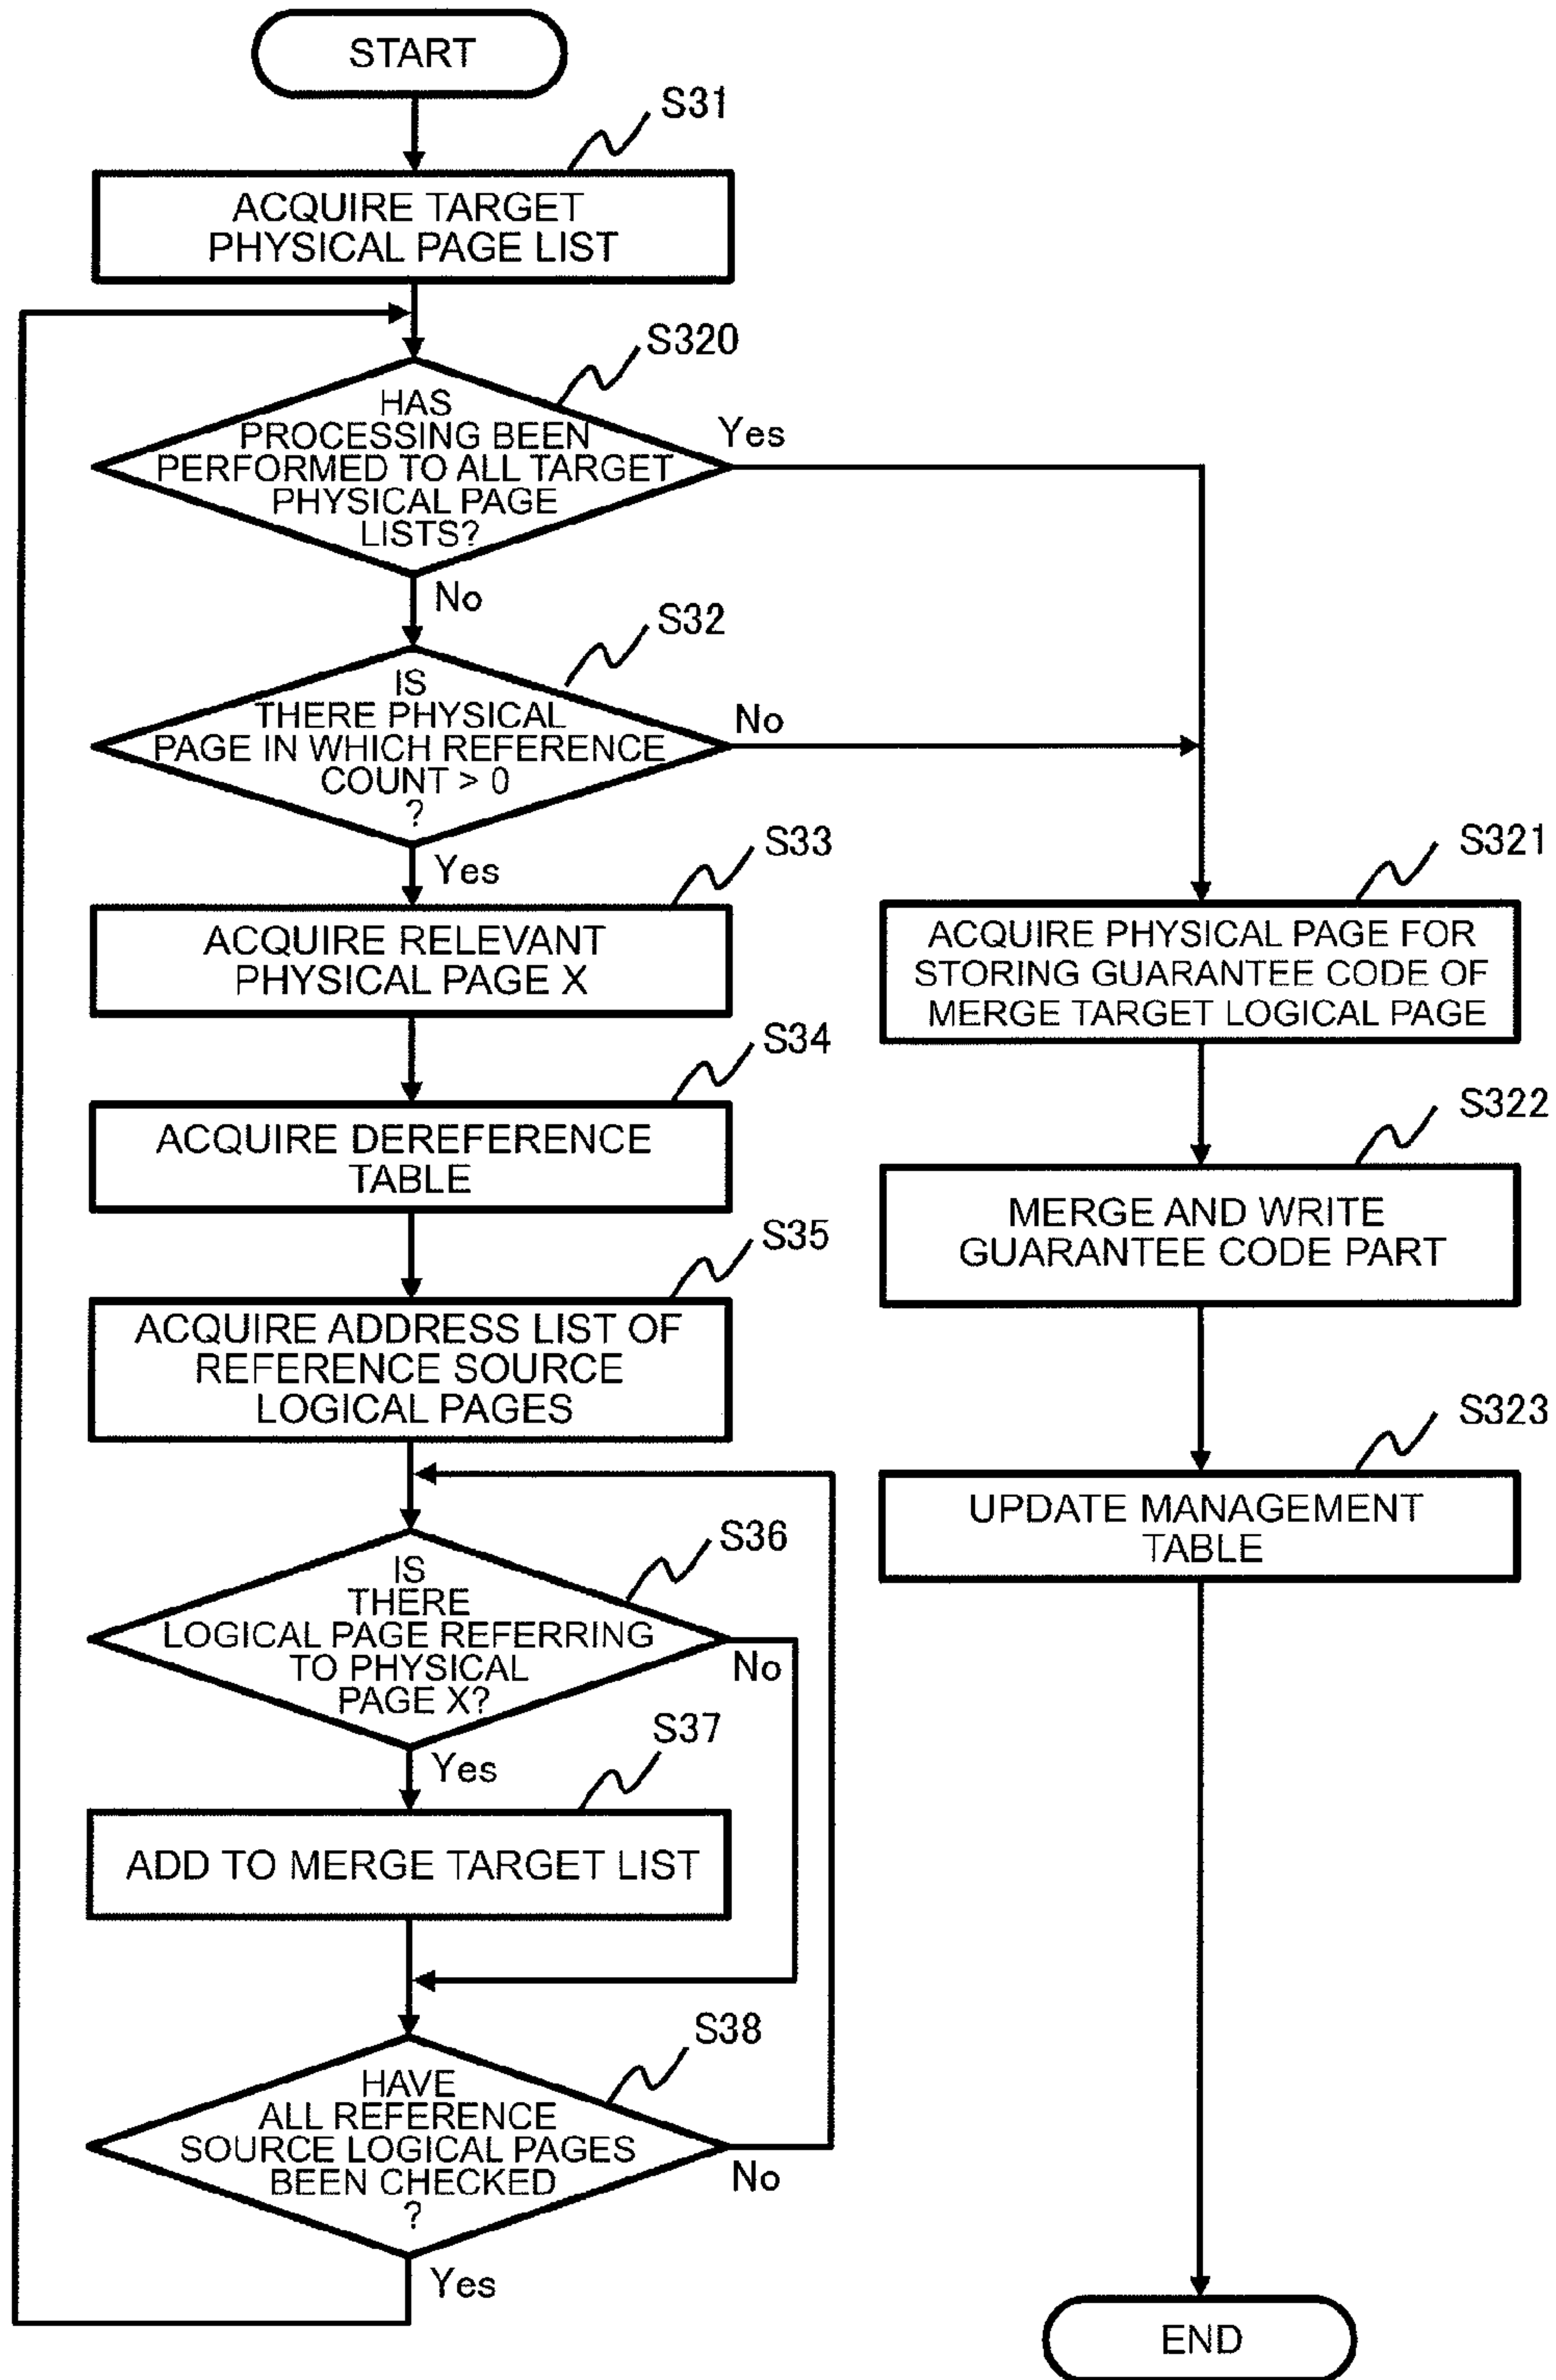 START
S31
ACQUIRE TARGET
PHYSICAL PAGE LIST
S320
HAS
PROCESSING BEEN
PERFORMED TO ALL TARGET
PHYSICAL PAGE
LISTS?
Yes
No
S32
IS
THERE PHYSICAL
PAGE IN WHICH REFERENCE
COUNT > 0
?
No
Yes
S33
ACQUIRE RELEVANT
PHYSICAL PAGE X
S34
ACQUIRE DEREFERENCE
TABLE
S35
ACQUIRE ADDRESS LIST OF
REFERENCE SOURCE
LOGICAL PAGES
S36
IS
THERE
LOGICAL PAGE REFERRING
TO PHYSICAL
PAGE X?
No
Yes
S37
ADD TO MERGE TARGET LIST
S38
HAVE
ALL REFERENCE
SOURCE LOGICAL PAGES
BEEN CHECKED
?
No
Yes
S321
ACQUIRE PHYSICAL PAGE FOR
STORING GUARANTEE CODE OF
MERGE TARGET LOGICAL PAGE
S322
MERGE AND WRITE
GUARANTEE CODE PART
S323
UPDATE MANAGEMENT
TABLE
END